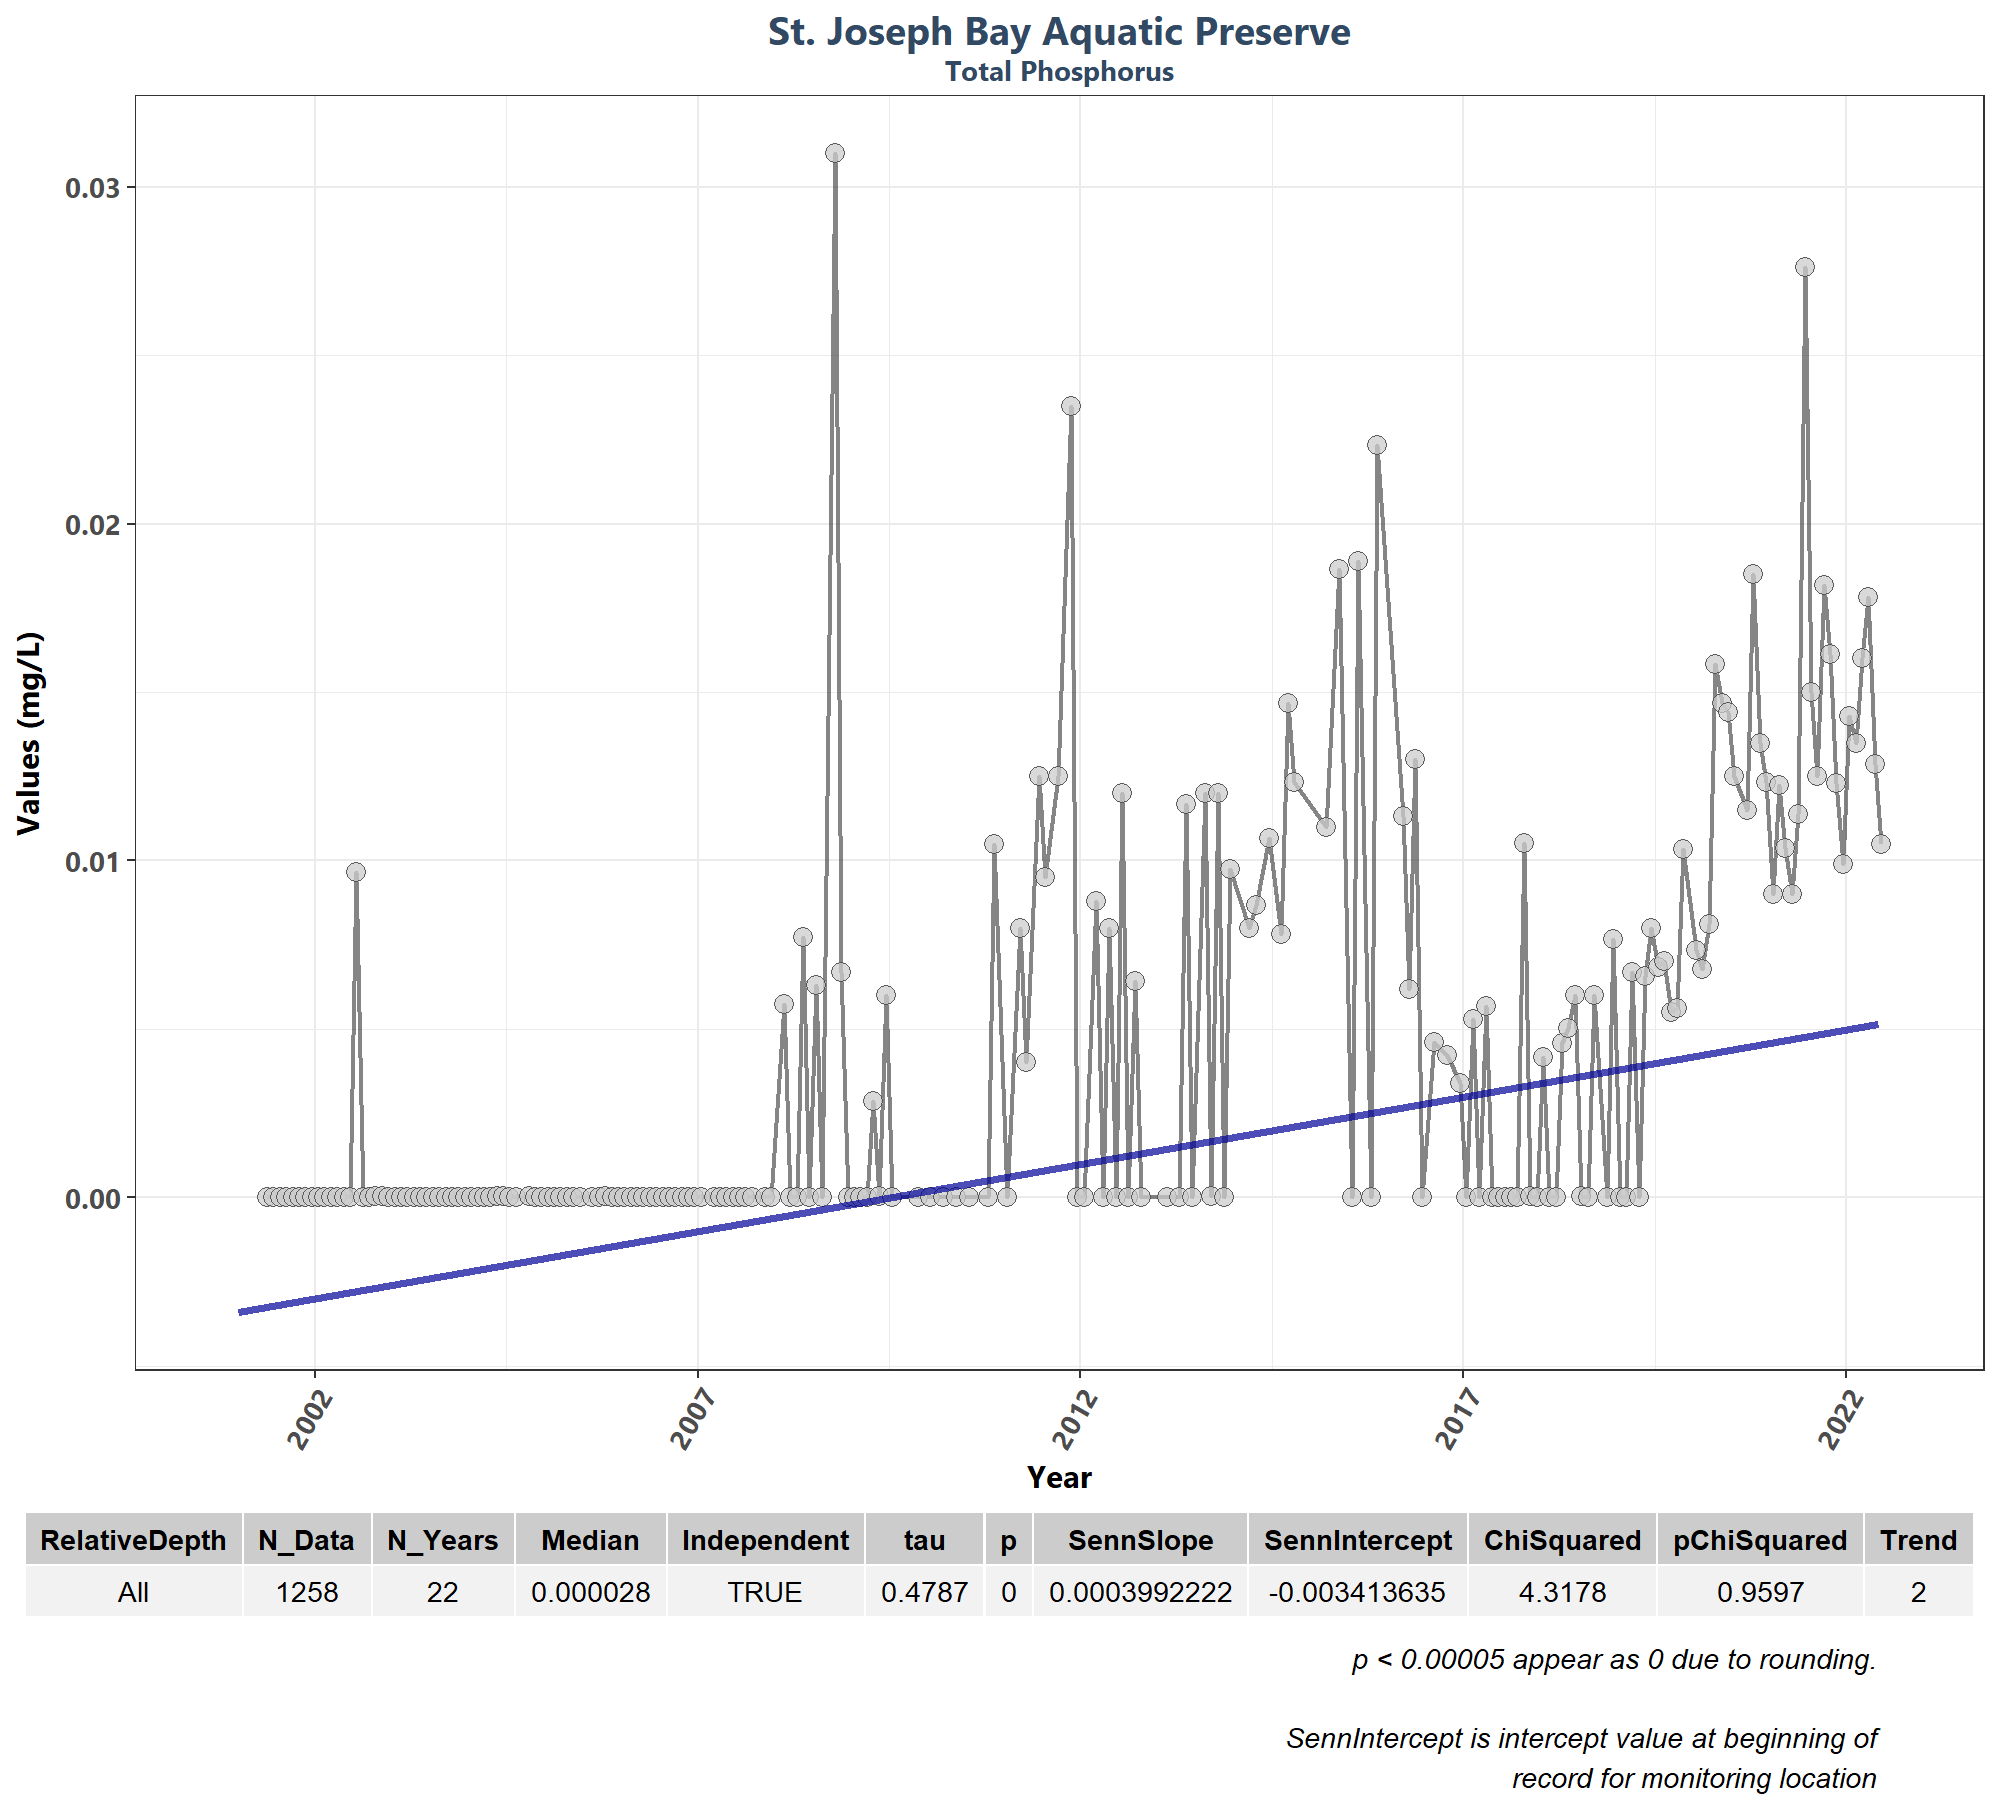 St. Joseph Bay Aquatic Preserve
Total Phosphorus
Values (mg/L)
0.03
0.02
0.01
0.00
2002 2007 2012 2017 2022
Year
RelativeDepth N_Data N_Years Median Independent tau p SennSlope SennIntercept ChiSquared pChiSquared Trend
All 1258 22 0.000028 TRUE 0.4787 0 0.0003992222 -0.003413635 4.3178 0.9597 2
p < 0.00005 appear as 0 due to rounding.
SennIntercept is intercept value at beginning of
record for monitoring location